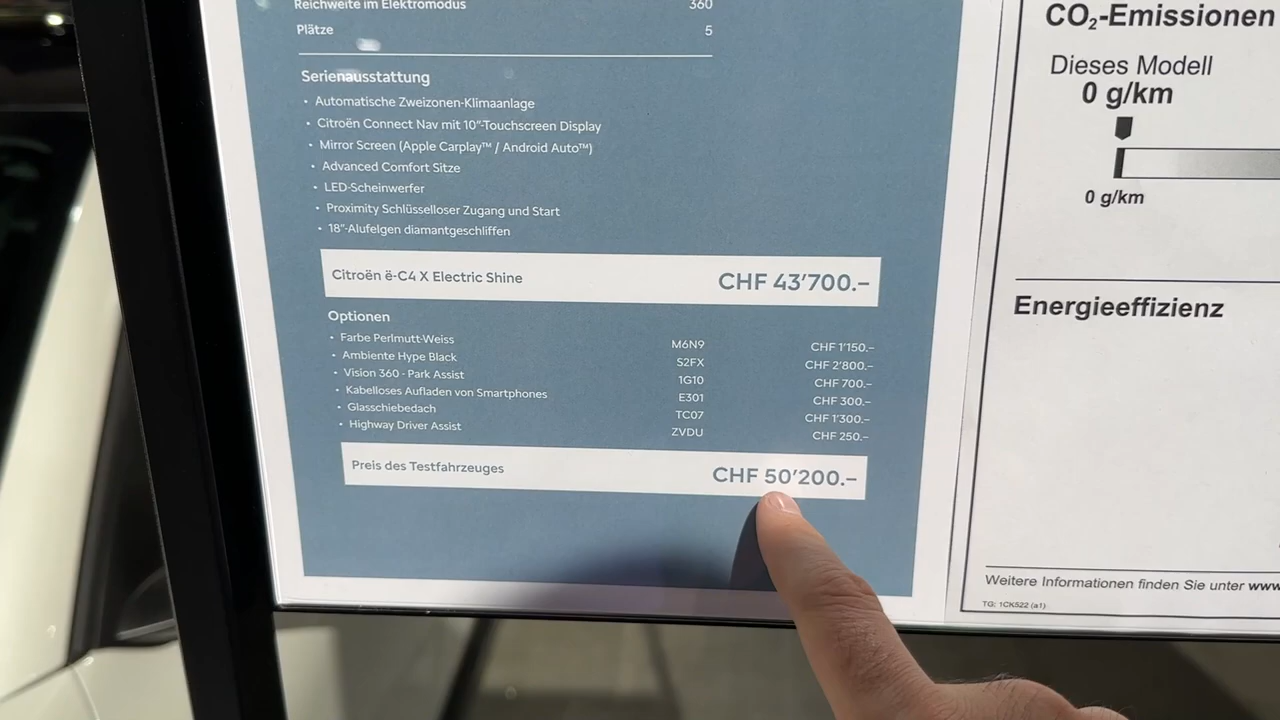 Reichweite im Elektromodus 360
Plätze 5
Serienausstattung
• Automatische Zweizonen-Klimaanlage
• Citroën Connect Nav mit 10"-Touchscreen Display
• Mirror Screen (Apple Carplay™ / Android Auto™)
• Advanced Comfort Sitze
• LED-Scheinwerfer
• Proximity Schlüsselloser Zugang und Start
• 18"-Alufelgen diamantgeschliffen
Citroën ë-C4 X Electric Shine CHF 43'700.–
Optionen
• Farbe Perlmutt-Weiss M6N9 CHF 1'150.–
• Ambiente Hype Black S2FX CHF 2'800.–
• Vision 360 - Park Assist 1G10 CHF 700.–
• Kabelloses Aufladen von Smartphones E301 CHF 300.–
• Glasschiebedach TC07 CHF 1'300.–
• Highway Driver Assist ZVDU CHF 250.–
Preis des Testfahrzeuges CHF 50'200.–
CO₂-Emissionen
Dieses Modell
0 g/km
0 g/km
Energieeffizienz
Weitere Informationen finden Sie unter www
TG: 1CK522 (a1)